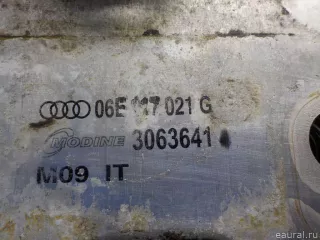 06E 117 021 G
MODINE 3063641
M09 IT
eaural.ru